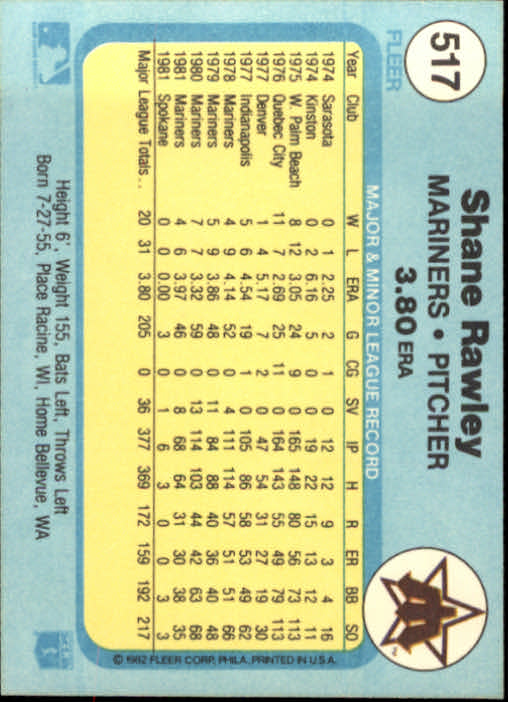 517
FLEER
Shane Rawley
MARINERS • PITCHER
3.80 ERA
MAJOR & MINOR LEAGUE RECORD
Year Club W L ERA G CG SV IP H R ER BB SO
1974 Sarasota 0 1 2.25 2 1 0 12 12 9 3 4 16
1974 Kinston 0 2 6.16 5 0 0 19 22 15 13 12 11
1975 W. Palm Beach 8 12 3.05 24 9 0 165 148 80 56 73 113
1976 Quebec City 11 7 2.69 25 11 0 164 143 55 49 79 113
1977 Denver 1 4 5.17 7 2 0 47 54 31 27 19 30
1977 Indianapolis 5 6 4.54 19 1 0 105 86 58 53 49 62
1978 Mariners 4 9 4.14 52 0 4 111 114 57 51 51 66
1979 Mariners 5 9 3.86 48 0 11 84 88 40 36 40 48
1980 Mariners 7 7 3.32 59 0 13 114 103 44 42 63 68
1981 Mariners 4 6 3.97 46 0 8 68 64 31 30 38 35
1981 Spokane 0 0 0.00 3 0 1 6 3 0 0 3 3
Major League Totals . . 20 31 3.80 205 0 36 377 369 172 159 192 217
© 1982 FLEER CORP. PHILA. PRINTED IN U.S.A.
Height 6', Weight 155, Bats Left, Throws Left
Born 7-27-55, Place Racine, WI, Home Bellevue, WA